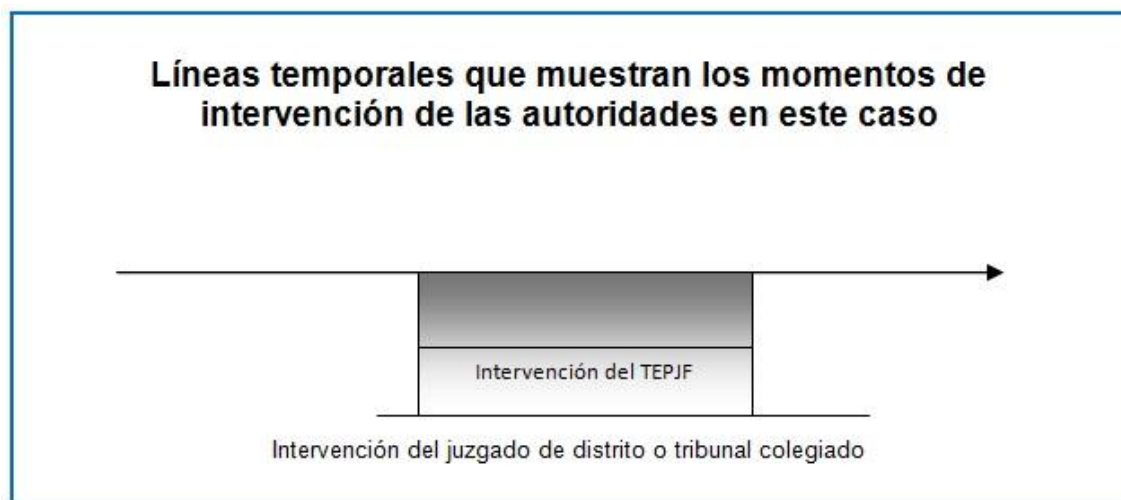 Líneas temporales que muestran los momentos de
intervención de las autoridades en este caso
Intervención del TEPJF
Intervención del juzgado de distrito o tribunal colegiado